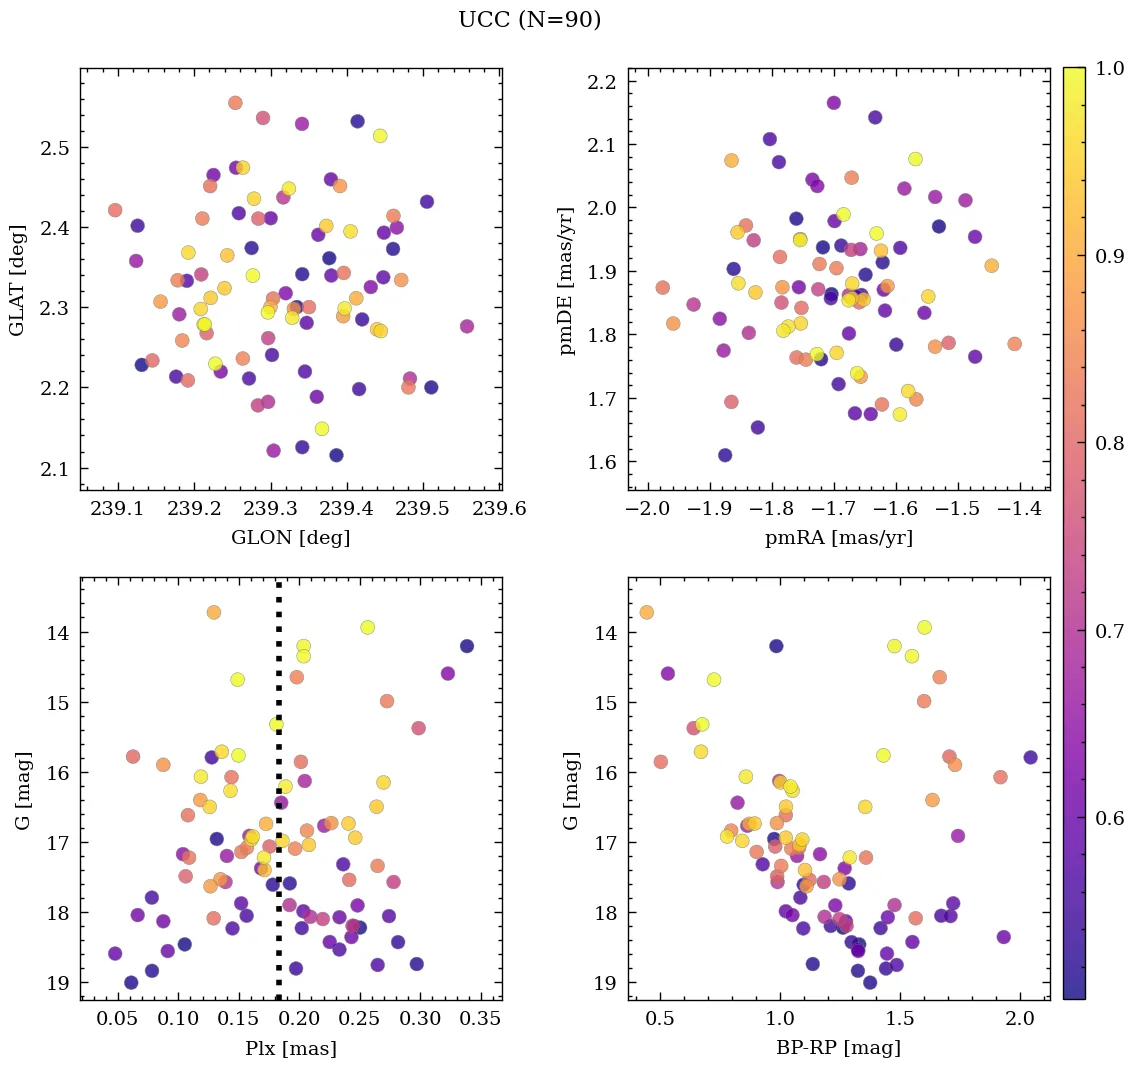 UCC (N=90)
2.5
2.4
2.3
2.2
2.1
GLAT [deg]
239.1 239.2 239.3 239.4 239.5 239.6
GLON [deg]
2.2
2.1
2.0
1.9
1.8
1.7
1.6
pmDE [mas/yr]
−2.0 −1.9 −1.8 −1.7 −1.6 −1.5 −1.4
pmRA [mas/yr]
1.0
0.9
0.8
0.7
0.6
14
15
16
17
18
19
G [mag]
0.05 0.10 0.15 0.20 0.25 0.30 0.35
Plx [mas]
14
15
16
17
18
19
G [mag]
0.5 1.0 1.5 2.0
BP-RP [mag]